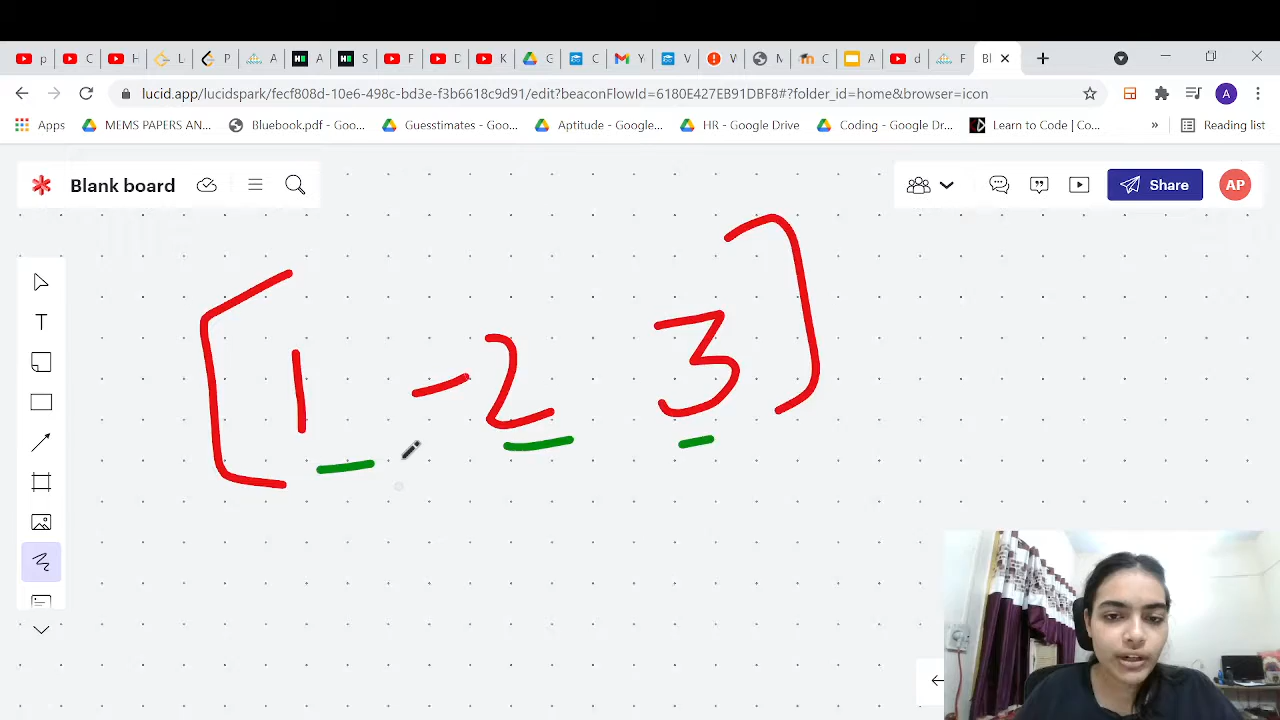 p C H L P A A S F D K G C Y V V M C A d F Bl
lucid.app/lucidspark/fecf808d-10e6-498c-bd3e-f3b6618c9d91/edit?beaconFlowId=6180E427EB91DBF8#?folder_id=home&browser=icon A
Apps MEMS PAPERS AN... Bluebook.pdf - Goo... Guesstimates - Goo... Aptitude - Google... HR - Google Drive Coding - Google Dr... Learn to Code | Co... » Reading list
Blank board Share AP
[1 -2 3]
T